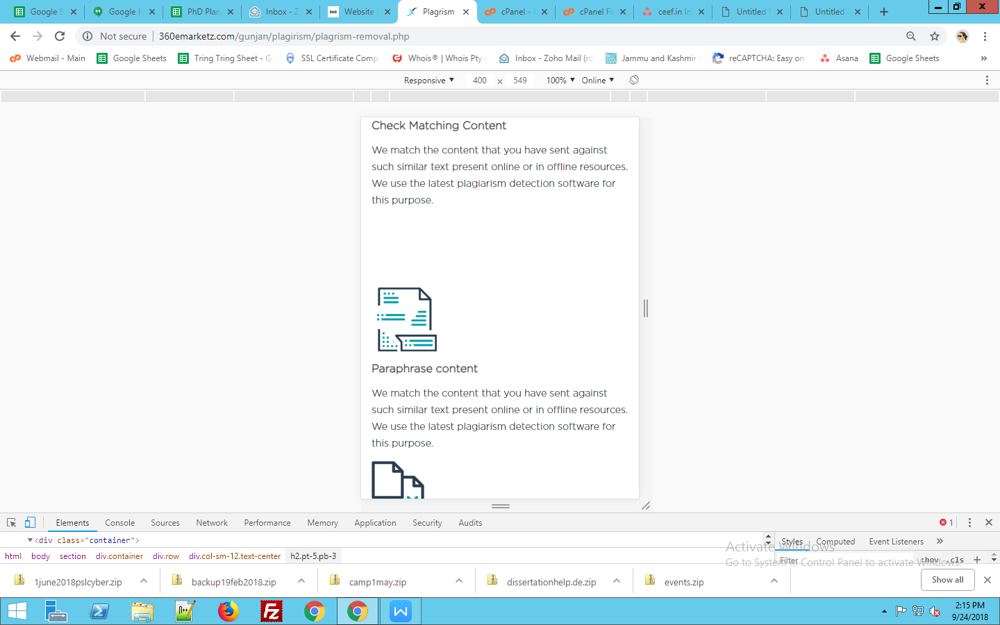 Google S
Google H
PhD Plan
Inbox - Z
Website
Plagrism
cPanel -
cPanel Fi
ceef.in In
Untitled
Untitled
Not secure
360emarketz.com/gunjan/plagirism/plagrism-removal.php
Webmail - Main
Google Sheets
Tring Tring Sheet - G
SSL Certificate Comp
Whois® | Whois Pty
Inbox - Zoho Mail (ro
Jammu and Kashmir
reCAPTCHA: Easy on
Asana
Google Sheets
»
Responsive ▼ 400 × 549 100% ▼ Online ▼
Check Matching Content
We match the content that you have sent against
such similar text present online or in offline resources.
We use the latest plagiarism detection software for
this purpose.
Paraphrase content
We match the content that you have sent against
such similar text present online or in offline resources.
We use the latest plagiarism detection software for
this purpose.
Elements Console Sources Network Performance Memory Application Security Audits 1
<div class="container">
Styles Computed Event Listeners »
html body section div.container div.row div.col-sm-12.text-center h2.pt-5.pb-3
Filter :hov .cls +
Activate Windows
Go to System in Control Panel to activate Windows.
1june2018pslcyber.zip
backup19feb2018.zip
camp1may.zip
dissertationhelp.de.zip
events.zip
Show all
2:15 PM
9/24/2018